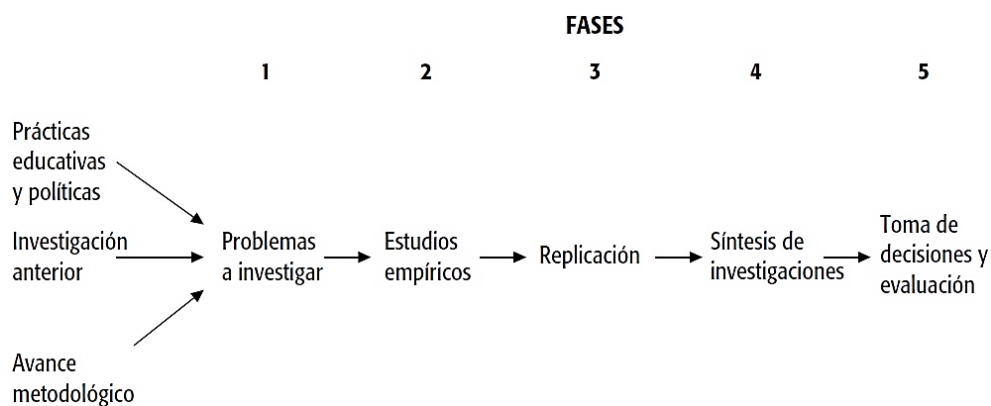 FASES
1 2 3 4 5
Prácticas
educativas
y políticas
Investigación
anterior
Avance
metodológico
Problemas
a investigar
Estudios
empíricos
Replicación
Síntesis de
investigaciones
Toma de
decisiones y
evaluación